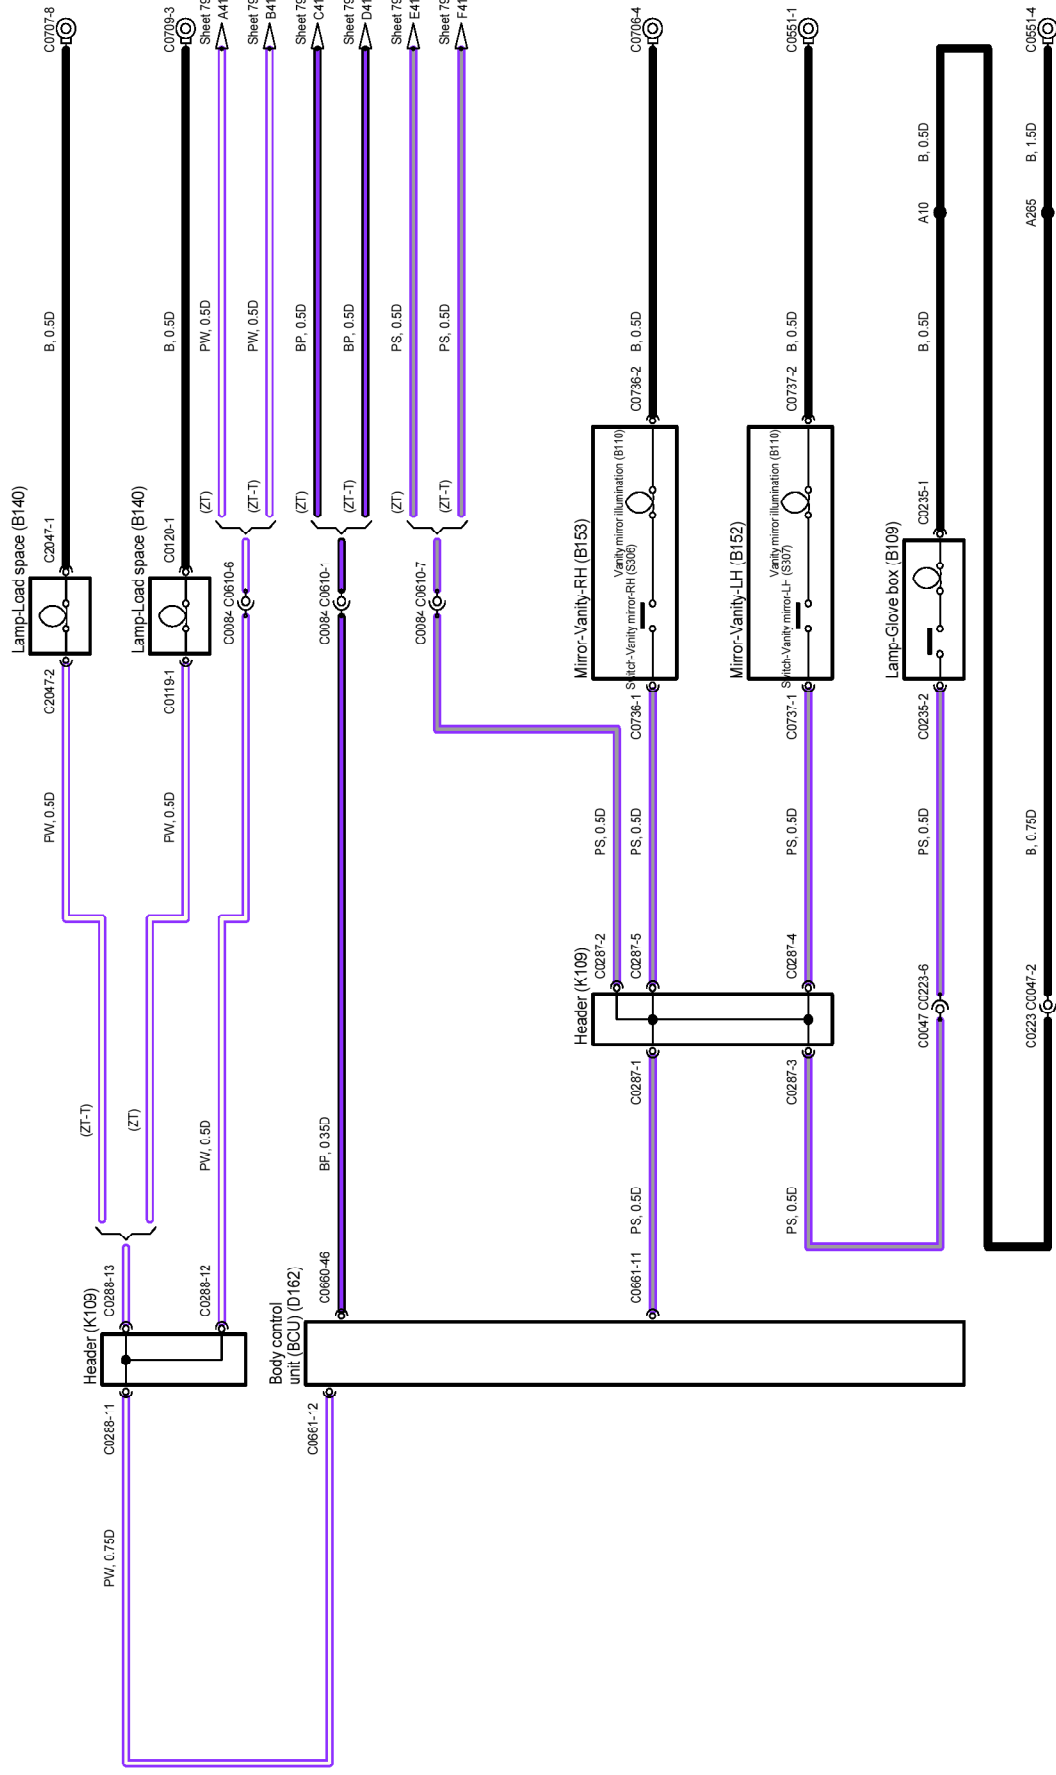 C0707-8
C0709-3
Sheet 79
A41
Sheet 79
B41
Sheet 79
C41
Sheet 79
D41
Sheet 79
E41
Sheet 79
F41
C0706-4
C0551-1
C0551-4
B, 0.5D
B, 0.5D
PW, 0.5D
PW, 0.5D
BP, 0.5D
BP, 0.5D
PS, 0.5D
PS, 0.5D
B, 0.5D
B, 0.5D
B, 0.5D
A10
B, 0.5D
B, 1.5D
A265
(ZT)
(ZT-T)
(ZT)
(ZT-T)
(ZT)
(ZT-T)
C0736-2
C0737-2
C0235-1
Lamp-Load space (B140)
C2047-1
C2047-2
Lamp-Load space (B140)
C0120-1
C0119-1
C0084 C0610-6
C0084 C0610-
C0084 C0610-7
Mirror-Vanity-RH (B153)
Vanity mirror illumination (B110)
Switch-Vanity mirror-RH (S306)
C0736-1
Mirror-Vanity-LH (B152)
Vanity mirror illumination (B110)
Switch-Vanity mirror-LH (S307)
C0737-1
Lamp-Glove box (B109)
C0235-2
PW, 0.5D
PW, 0.5D
PS, 0.5D
PS, 0.5D
PS, 0.5D
PS, 0.5D
B, 0.75D
Header (K109)
C0287-2
C0287-5
C0287-4
C0047 C0223-6
C0223 C0047-2
C0287-1
C0287-3
(ZT-T)
(ZT)
PW, 0.5D
BP, 0.35D
PS, 0.5D
PS, 0.5D
Header (K109)
C0288-13
C0288-12
C0288-11
Body control
unit (BCU) (D162)
C0660-46
C0661-11
C0661-12
PW, 0.75D